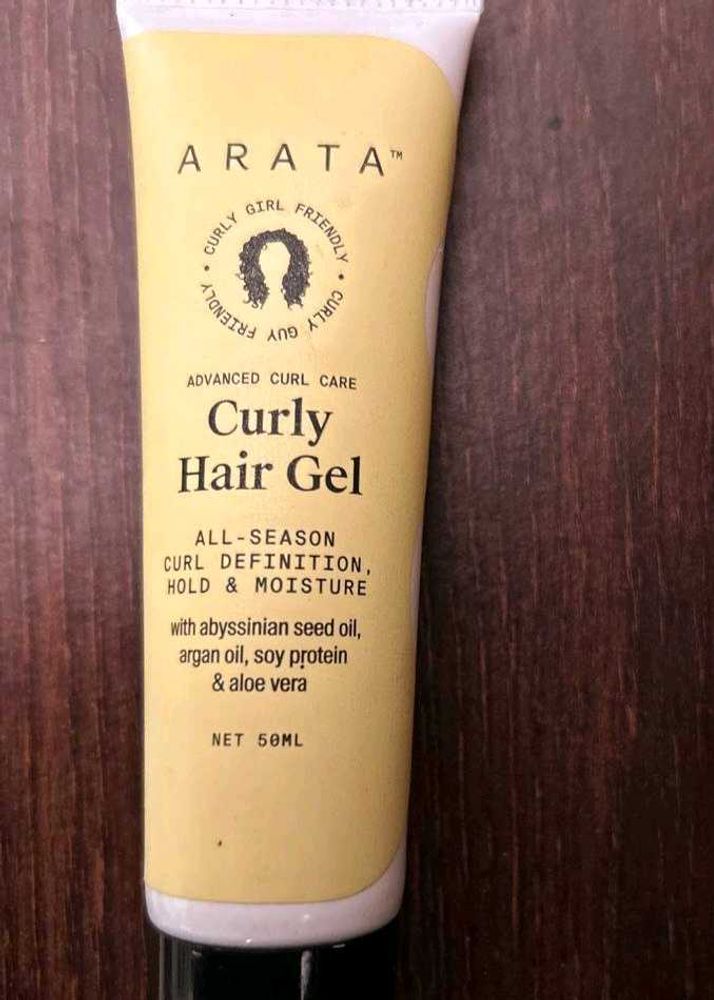 ARATA™
CURLY GIRL FRIENDLY • CURLY GUY FRIENDLY •
ADVANCED CURL CARE
Curly
Hair Gel
ALL-SEASON
CURL DEFINITION,
HOLD & MOISTURE
with abyssinian seed oil,
argan oil, soy protein
& aloe vera
NET 50ML